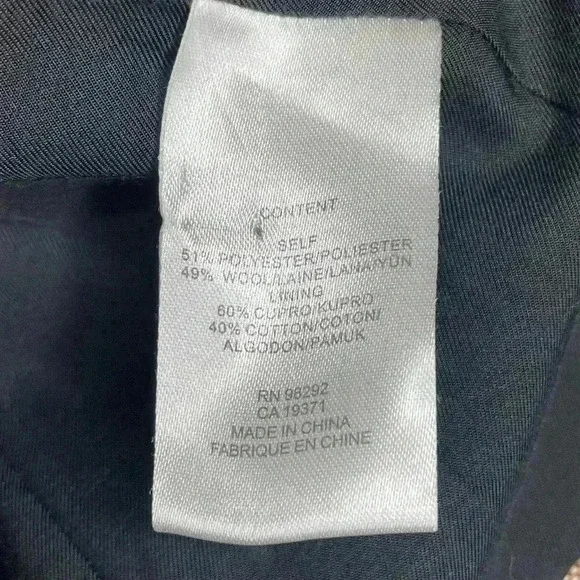 CONTENT
SELF
51% POLYESTER/POLIESTER
49% WOOL/LAINE/LANA/YUN
LINING
60% CUPRO/KUPRO
40% COTTON/COTON/
ALGODON/PAMUK
RN 98292
CA 19371
MADE IN CHINA
FABRIQUE EN CHINE